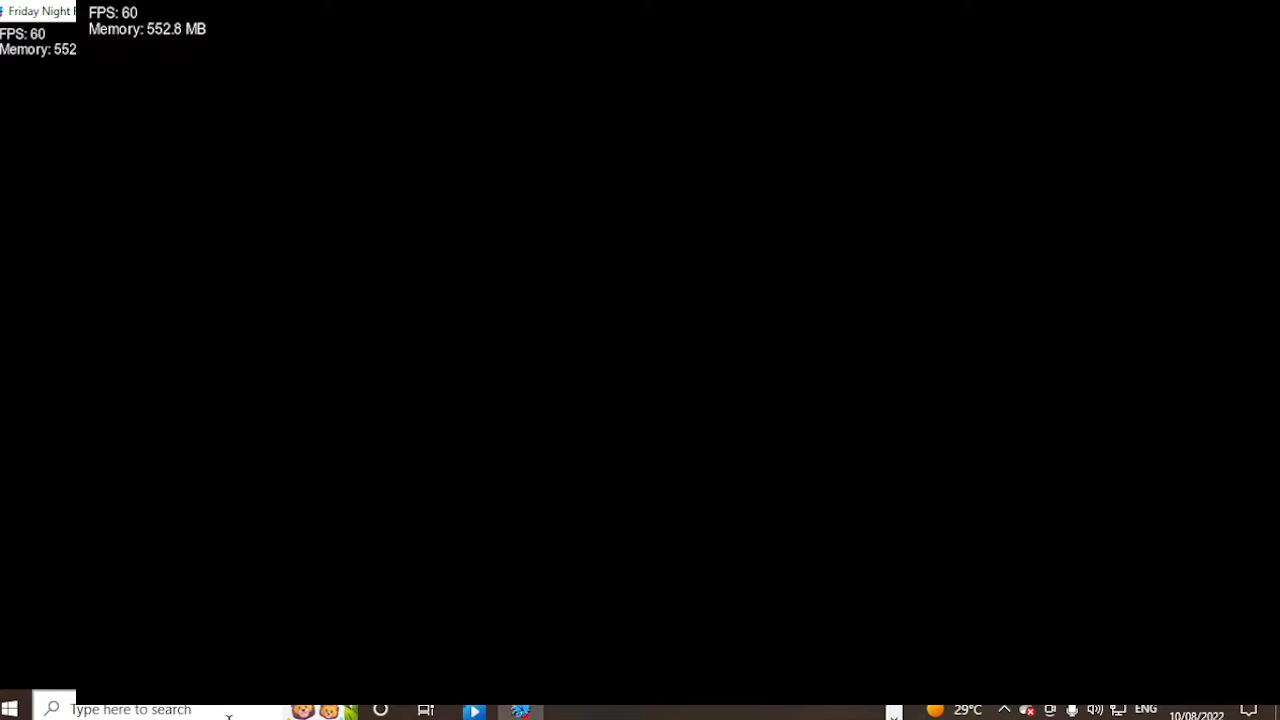 Friday Night
FPS: 60
Memory: 552.8 MB
FPS: 60
Memory: 552
Type here to search
29°C
ENG
10/08/2022